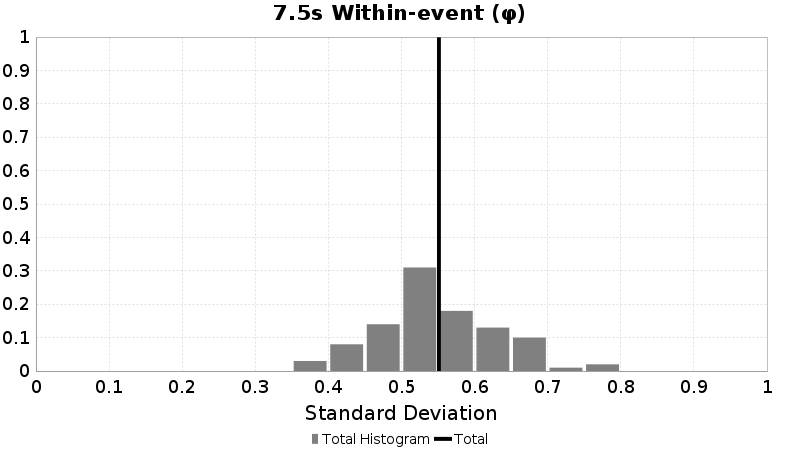 7.5s Within-event (φ)
1
0.9
0.8
0.7
0.6
0.5
0.4
0.3
0.2
0.1
0
0 0.1 0.2 0.3 0.4 0.5 0.6 0.7 0.8 0.9 1
Standard Deviation
Total Histogram Total